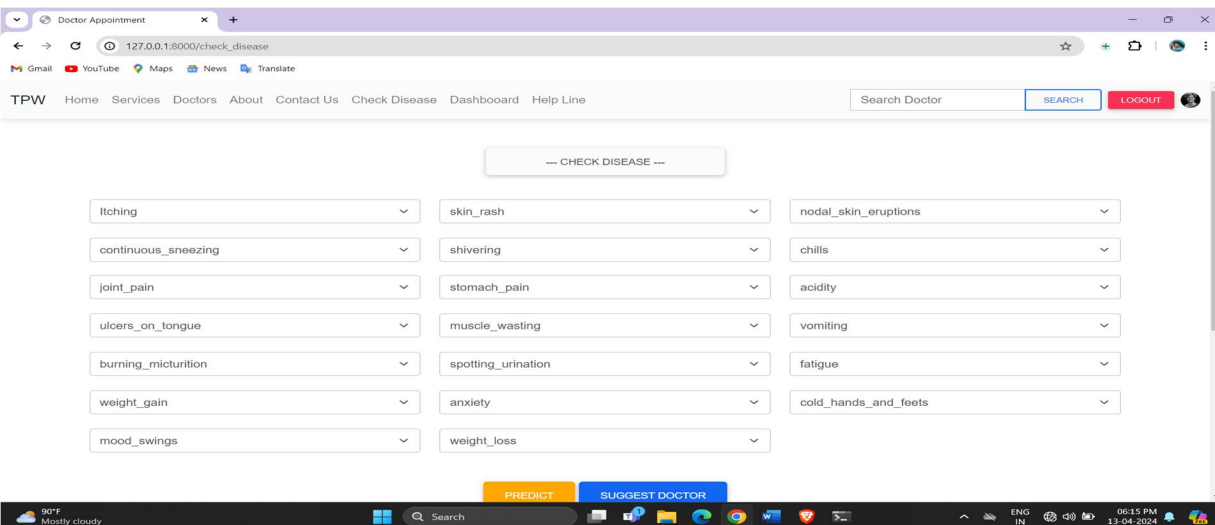 Doctor Appointment
127.0.0.1:8000/check_disease
Gmail YouTube Maps News Translate
TPW Home Services Doctors About Contact Us Check Disease Dashbooard Help Line Search Doctor SEARCH LOGOUT
--- CHECK DISEASE ---
Itching skin_rash nodal_skin_eruptions
continuous_sneezing shivering chills
joint_pain stomach_pain acidity
ulcers_on_tongue muscle_wasting vomiting
burning_micturition spotting_urination fatigue
weight_gain anxiety cold_hands_and_feets
mood_swings weight_loss
PREDICT SUGGEST DOCTOR
90°F
Mostly cloudy
Search
ENG
IN
06:15 PM
13-04-2024